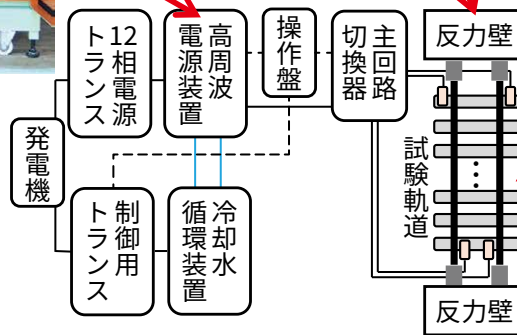 12相電源
トランス
高周波
電源装置
操作盤
主回路
切換器
反力壁
発電機
試験軌道
制御用
トランス
冷却水
循環装置
反力壁